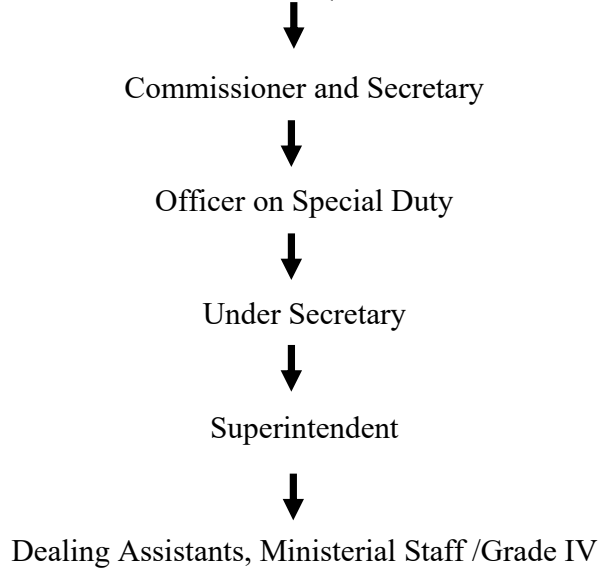 Commissioner and Secretary
Officer on Special Duty
Under Secretary
Superintendent
Dealing Assistants, Ministerial Staff /Grade IV